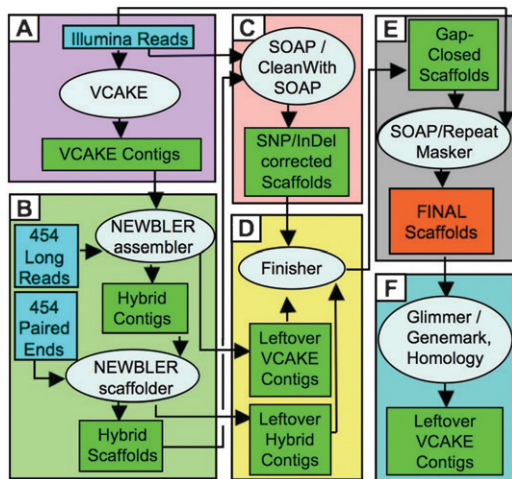 A
Illumina Reads
VCAKE
VCAKE Contigs
B
NEWBLER
assembler
454
Long
Reads
Hybrid
Contigs
454
Paired
Ends
NEWBLER
scaffolder
Hybrid
Scaffolds
C
SOAP /
CleanWith
SOAP
SNP/InDel
corrected
Scaffolds
D
Finisher
Leftover
VCAKE
Contigs
Leftover
Hybrid
Contigs
E
Gap-
Closed
Scaffolds
SOAP/Repeat
Masker
FINAL
Scaffolds
F
Glimmer /
Genemark,
Homology
Leftover
VCAKE
Contigs